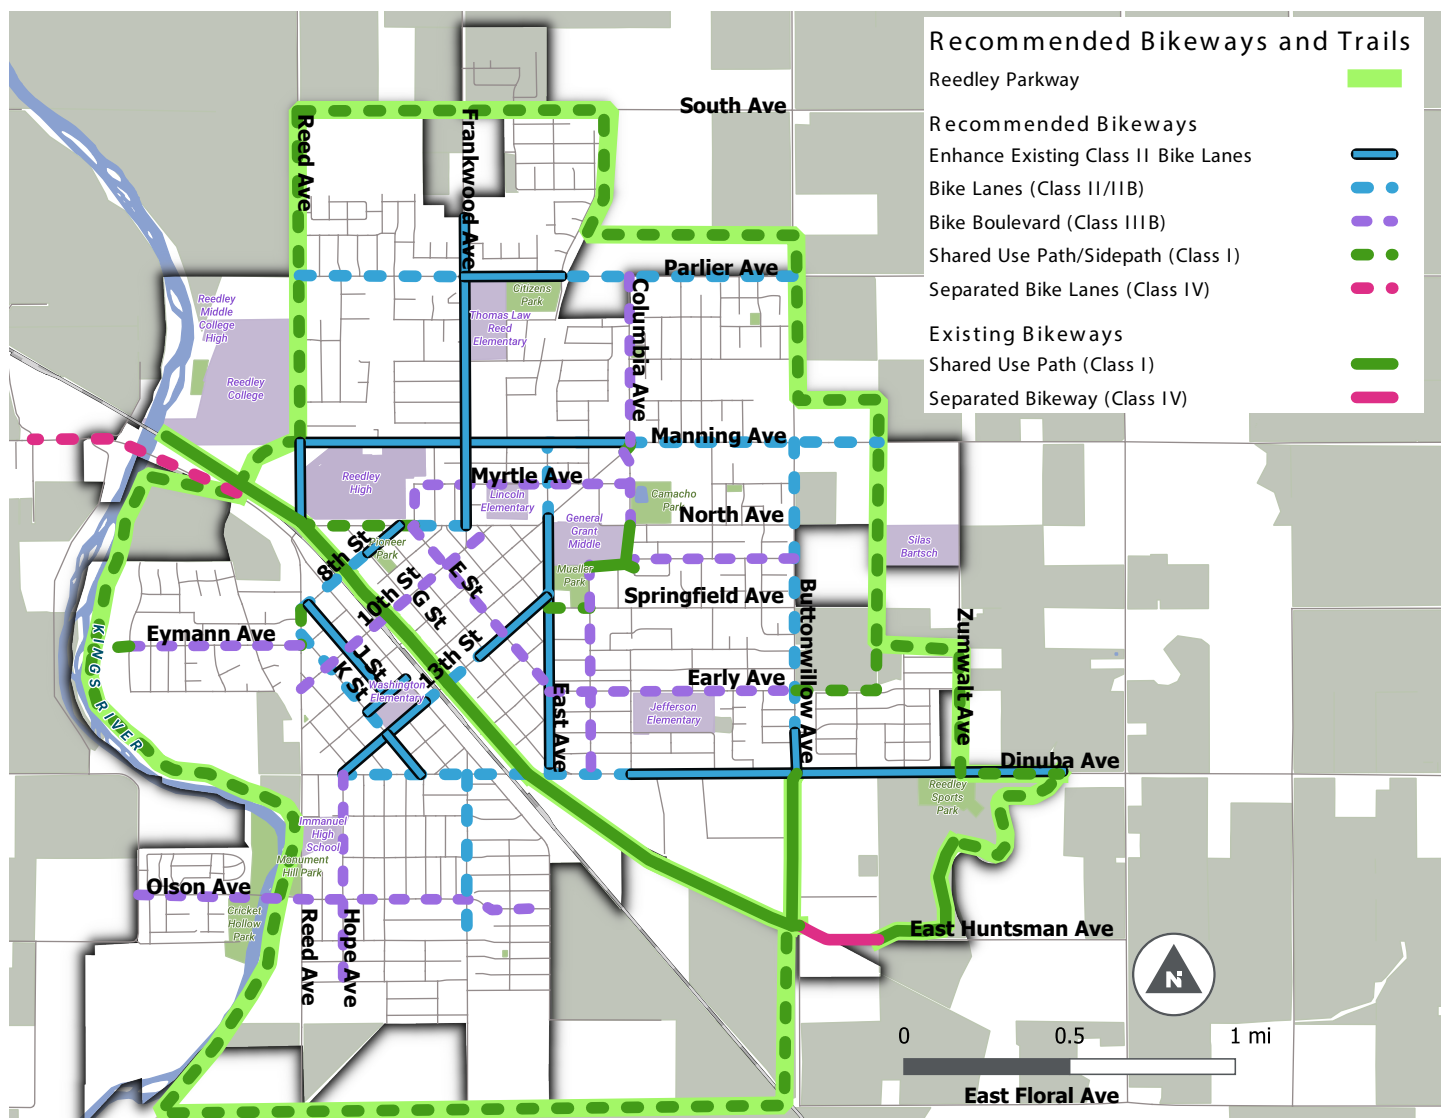 Recommended Bikeways and Trails
Reedley Parkway
Recommended Bikeways
Enhance Existing Class II Bike Lanes
Bike Lanes (Class II/IIB)
Bike Boulevard (Class IIIB)
Shared Use Path/Sidepath (Class I)
Separated Bike Lanes (Class IV)
Existing Bikeways
Shared Use Path (Class I)
Separated Bikeway (Class IV)
South Ave
Reed Ave
Frankwood Ave
Parlier Ave
Citizens
Park
Reedley
Middle
College
High
Thomas Law
Reed
Elementary
Columbia Ave
Reedley
College
Manning Ave
Reedley
High
Myrtle Ave
Lincoln
Elementary
Camacho
Park
North Ave
General
Grant
Middle
Silas
Bartsch
8th St
Pioneer
Park
E St
Mueller
Park
10th St
G St
Springfield Ave
Buttonwillow Ave
Zumwalt Ave
Eymann Ave
KINGS RIVER
J St
K St
13th St
Washington
Elementary
Early Ave
East Ave
Jefferson
Elementary
Dinuba Ave
Reedley
Sports
Park
Immanuel
High
School
Monument
Hill Park
Olson Ave
Cricket
Hollow
Park
Reed Ave
Hope Ave
East Huntsman Ave
N
0 0.5 1 mi
East Floral Ave